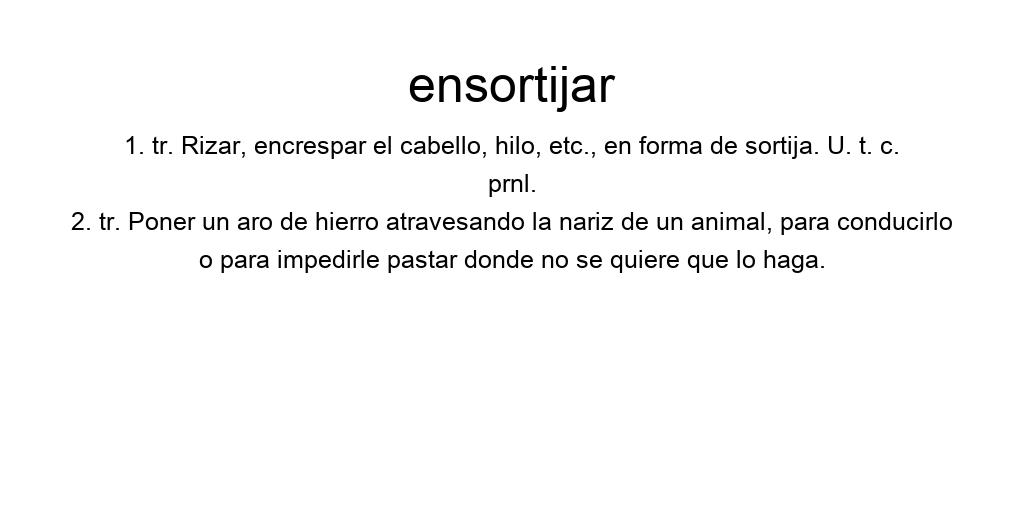 ensortijar
1. tr. Rizar, encrespar el cabello, hilo, etc., en forma de sortija. U. t. c.
prnl.
2. tr. Poner un aro de hierro atravesando la nariz de un animal, para conducirlo
o para impedirle pastar donde no se quiere que lo haga.